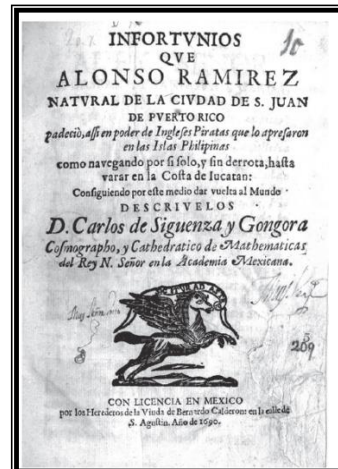 INFORTVNIOS
QVE
ALONSO RAMIREZ
NATVRAL DE LA CIVDAD DE S. JUAN
DE PVERTO RICO
padeciò, assi en poder de Ingleses Piratas que lo apresaron
en las Islas Philipinas
como navegando por si solo, y sin derrota, hasta
varar en la Costa de Iucatan:
Consiguiendo por este medio dar vuelta al Mundo
DESCRIVELOS
D. Carlos de Siguenza y Gongora
Cosmographo, y Cathedratico de Mathematicas,
del Rey N. Señor en la Academia Mexicana.
269
CON LICENCIA EN MEXICO
por los Herederos de la Viuda de Bernardo Calderon: en la calle de
S. Agustin. Año de 1690.